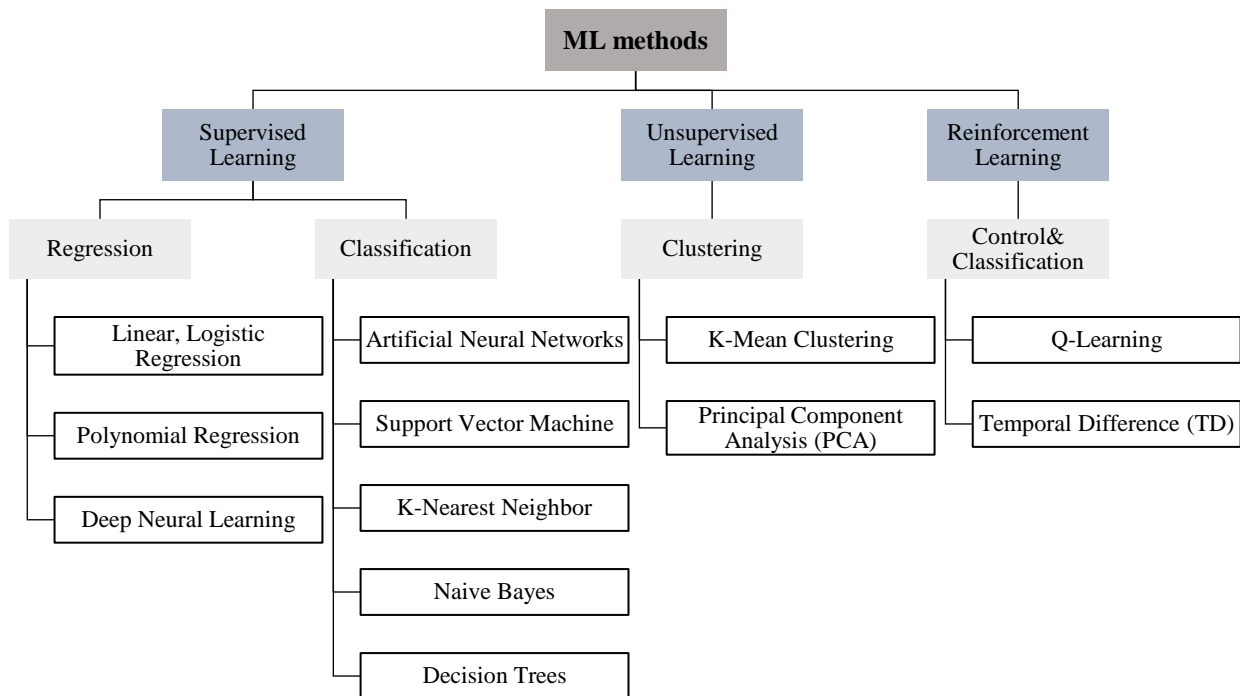 ML methods
Supervised
Learning
Unsupervised
Learning
Reinforcement
Learning
Regression
Classification
Clustering
Control&
Classification
Linear, Logistic
Regression
Polynomial Regression
Deep Neural Learning
Artificial Neural Networks
Support Vector Machine
K-Nearest Neighbor
Naive Bayes
Decision Trees
K-Mean Clustering
Principal Component
Analysis (PCA)
Q-Learning
Temporal Difference (TD)